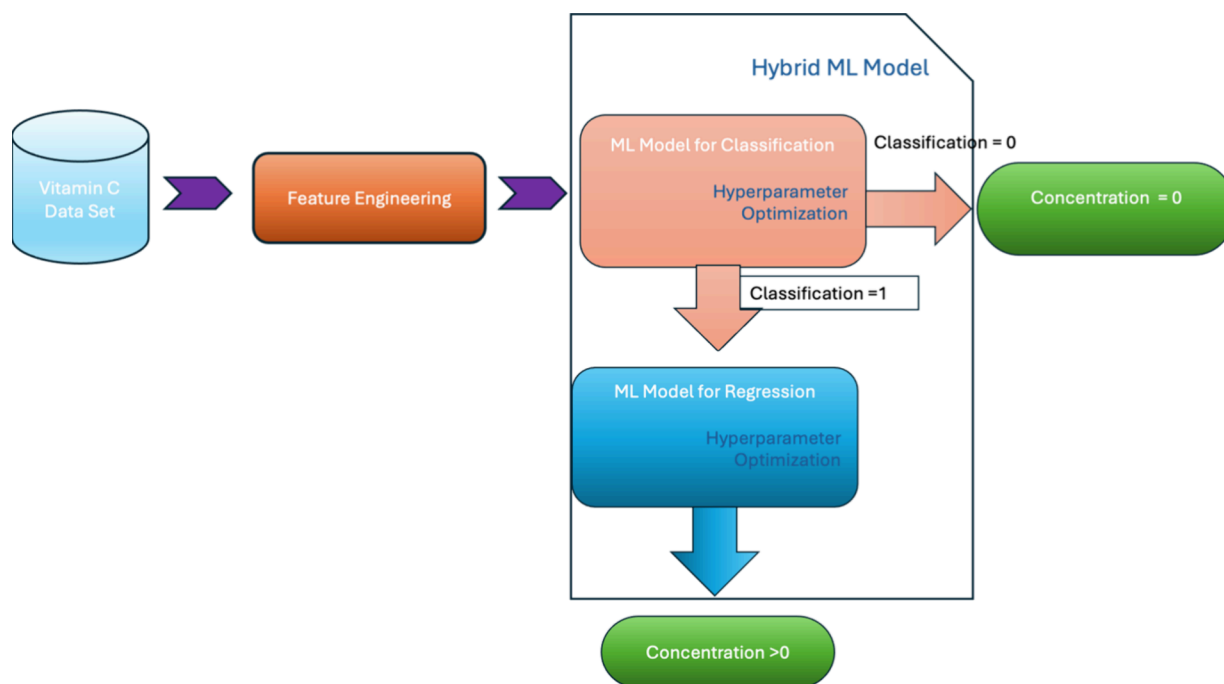 Hybrid ML Model
Vitamin C
Data Set
Feature Engineering
ML Model for Classification
Hyperparameter
Optimization
Classification = 0
Concentration  = 0
Classification =1
ML Model for Regression
Hyperparameter
Optimization
Concentration >0